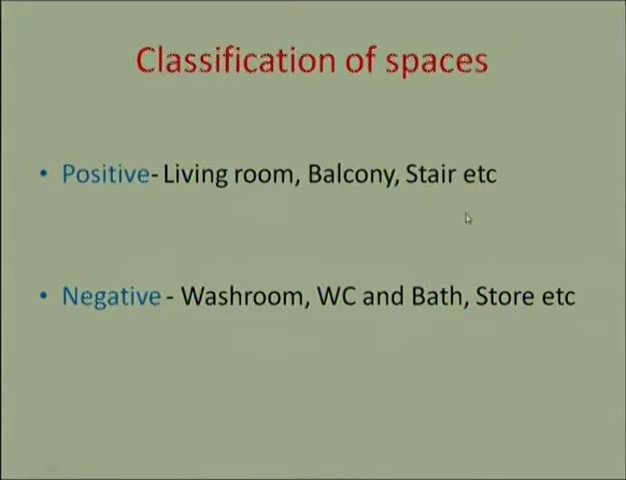 Classification of spaces
• Positive- Living room, Balcony, Stair etc
• Negative - Washroom, WC and Bath, Store etc